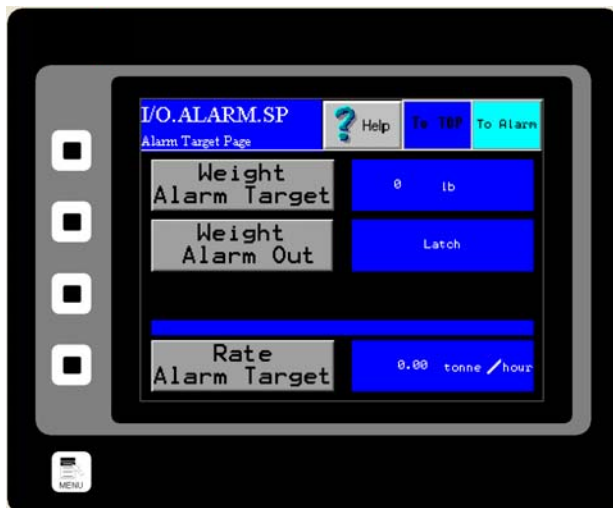 I/O.ALARM.SP
Alarm Target Page
? Help
To TOP
To Alarm
Weight
Alarm Target
0 lb
Weight
Alarm Out
Latch
Rate
Alarm Target
0.00 tonne /hour
MENU